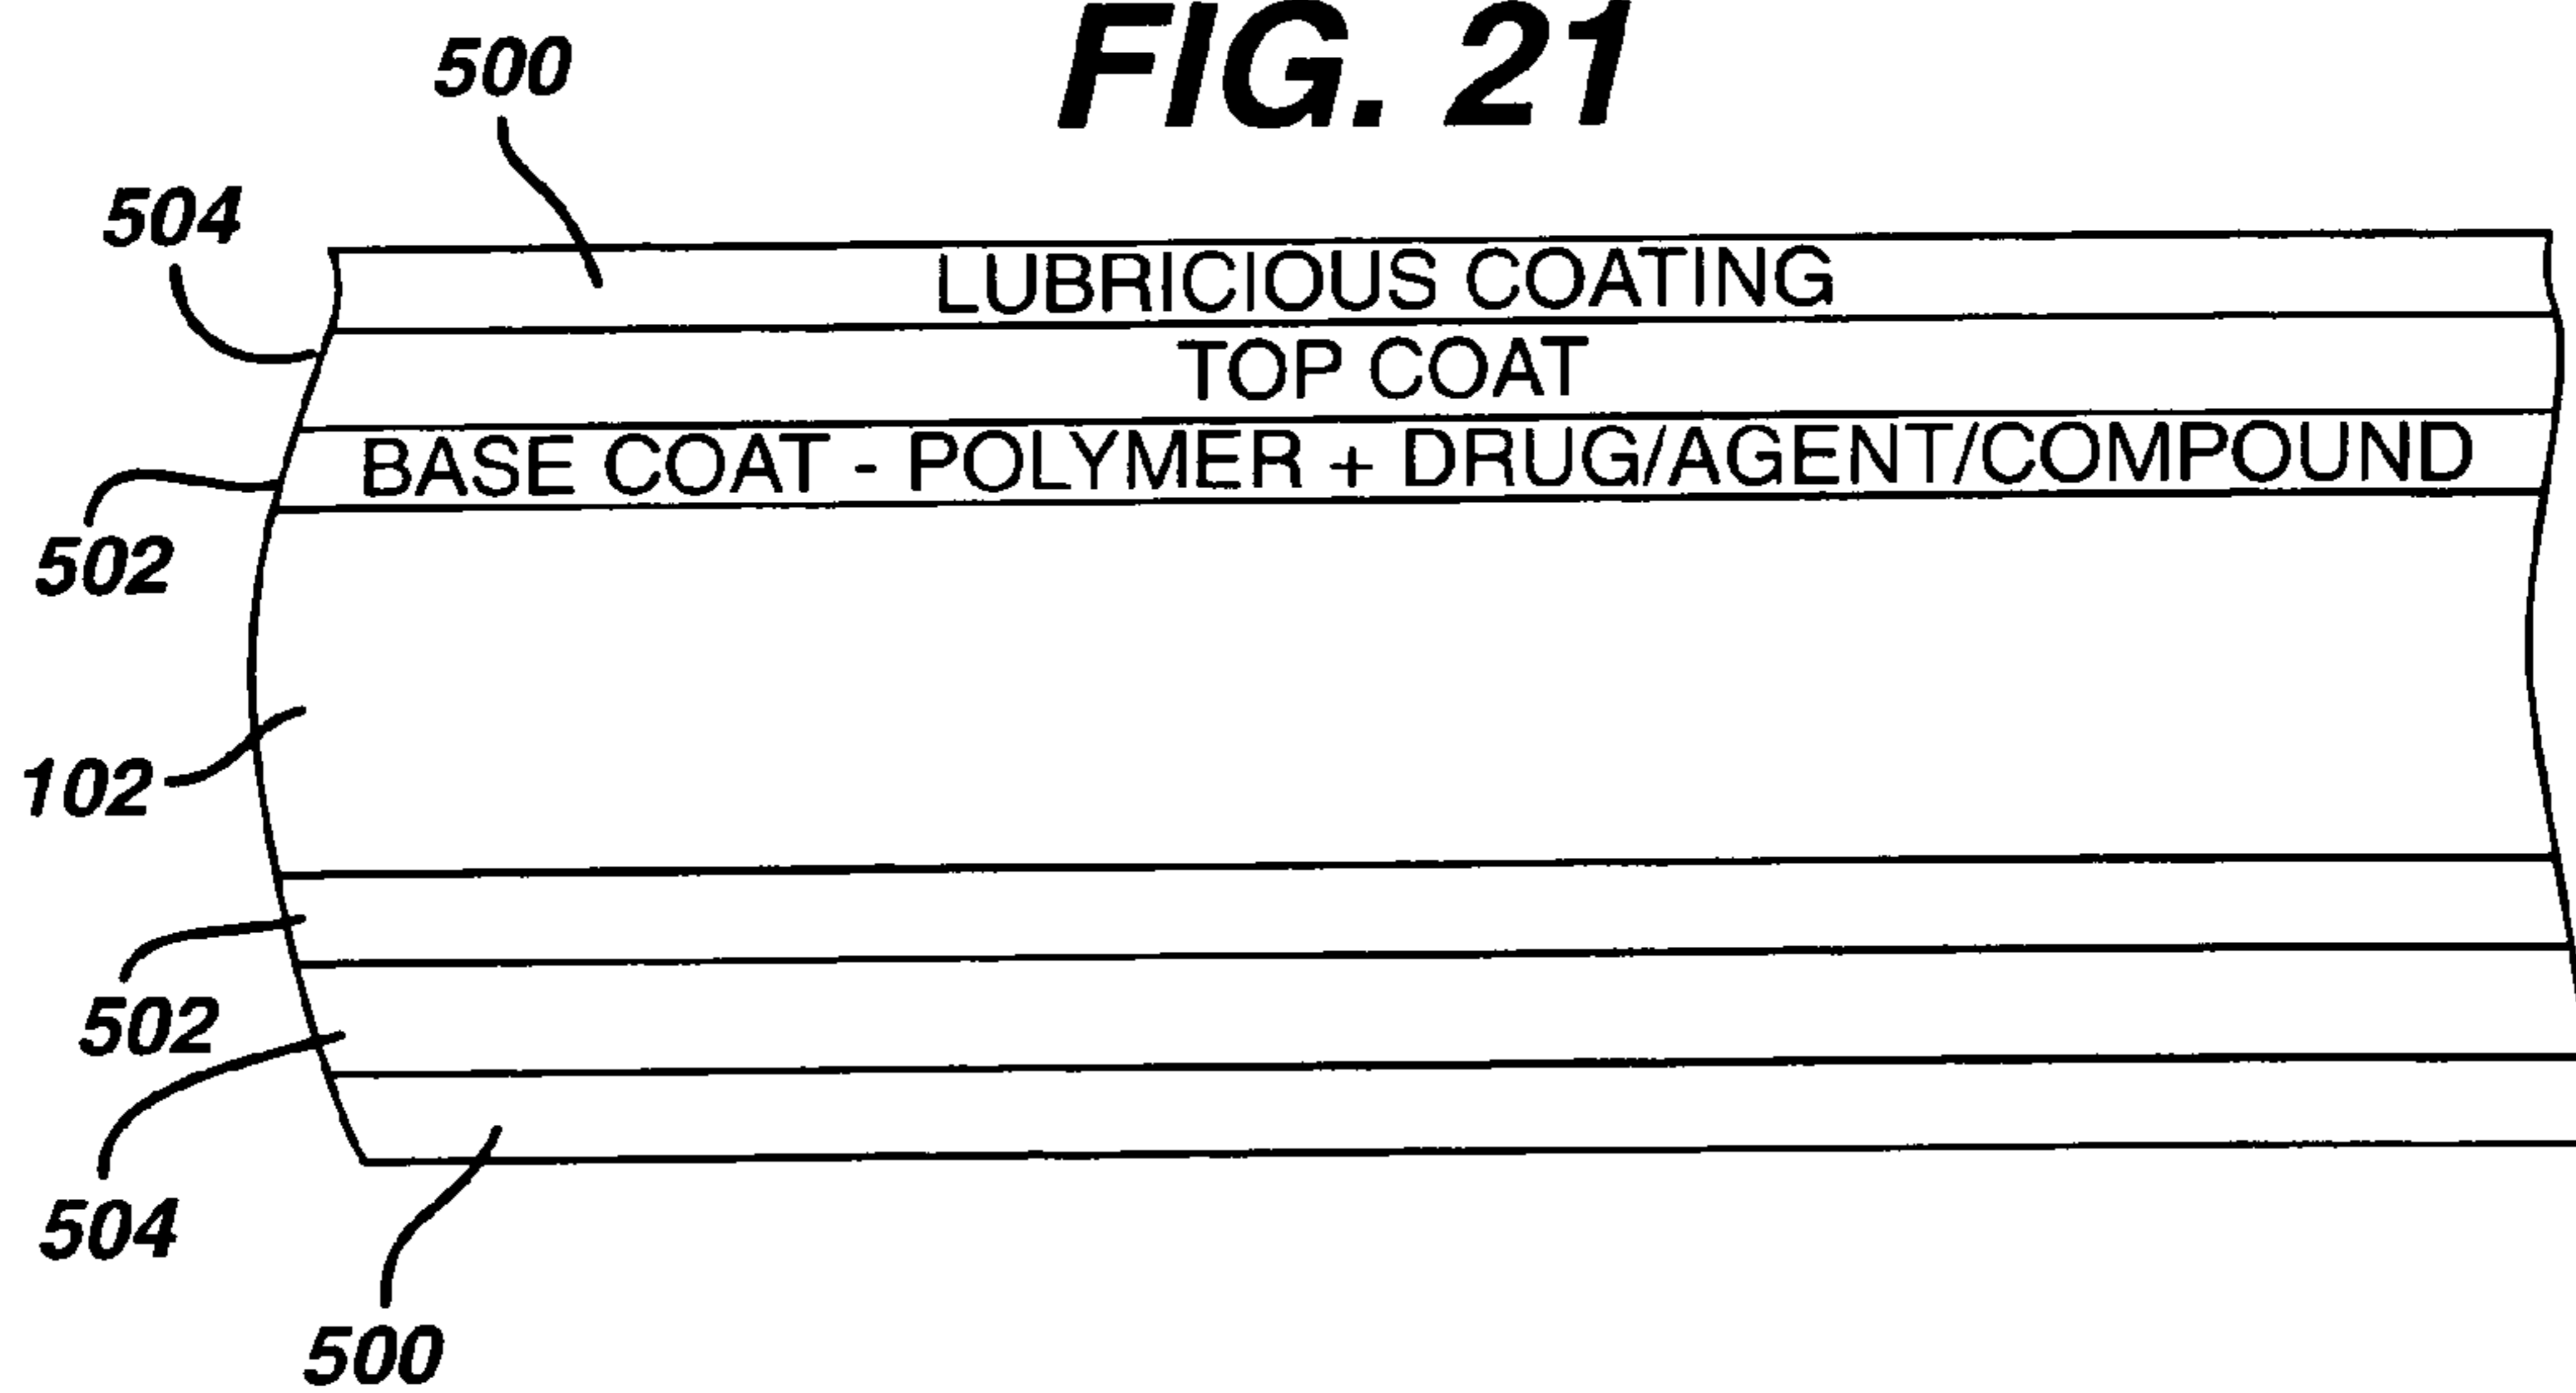 FIG. 21
500
504
LUBRICIOUS COATING
TOP COAT
BASE COAT - POLYMER + DRUG/AGENT/COMPOUND
502
102
502
504
500